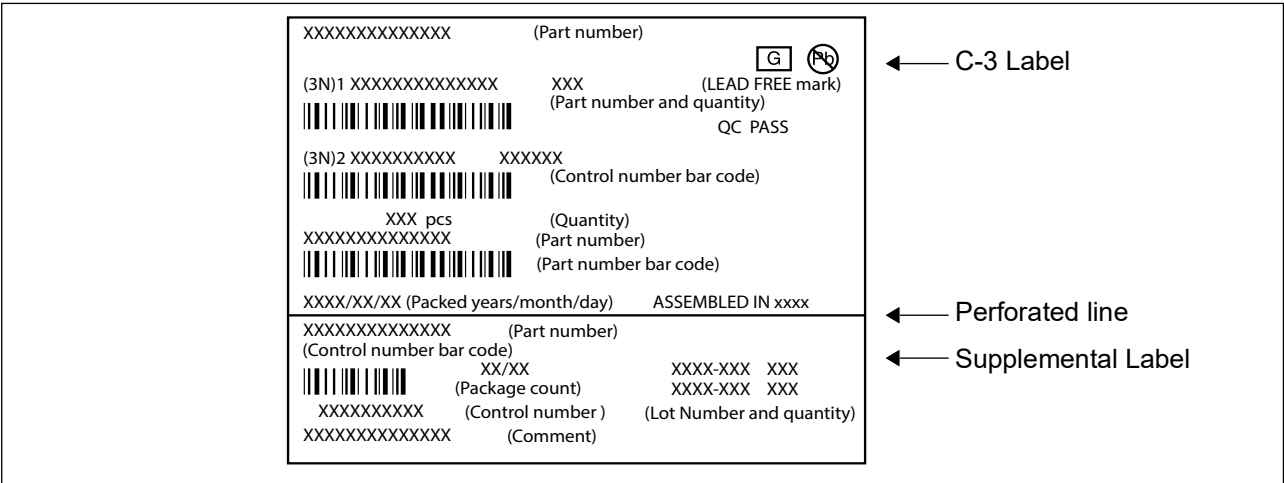 XXXXXXXXXXXXXX (Part number)
G Pb
C-3 Label
(3N)1 XXXXXXXXXXXXXX XXX (LEAD FREE mark)
(Part number and quantity)
QC PASS
(3N)2 XXXXXXXXXX XXXXXX
(Control number bar code)
XXX pcs (Quantity)
XXXXXXXXXXXXXX (Part number)
(Part number bar code)
XXXX/XX/XX (Packed years/month/day) ASSEMBLED IN xxxx
Perforated line
XXXXXXXXXXXXXX (Part number)
(Control number bar code)
Supplemental Label
XX/XX XXXX-XXX XXX
(Package count) XXXX-XXX XXX
XXXXXXXXXX (Control number ) (Lot Number and quantity)
XXXXXXXXXXXXXX (Comment)